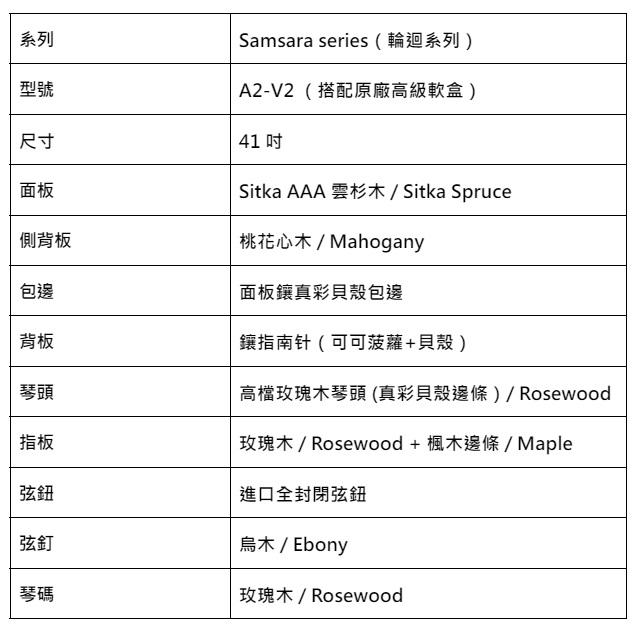 系列 Samsara series ( 輪迴系列 )
型號 A2-V2 ( 搭配原廠高級軟盒 )
尺寸 41 吋
面板 Sitka AAA 雲杉木 / Sitka Spruce
側背板 桃花心木 / Mahogany
包邊 面板鑲真彩貝殼包邊
背板 鑲指南针 ( 可可菠蘿+貝殼 )
琴頭 高檔玫瑰木琴頭 (真彩貝殼邊條 ) / Rosewood
指板 玫瑰木 / Rosewood + 楓木邊條 / Maple
弦鈕 進口全封閉弦鈕
弦釘 烏木 / Ebony
琴碼 玫瑰木 / Rosewood